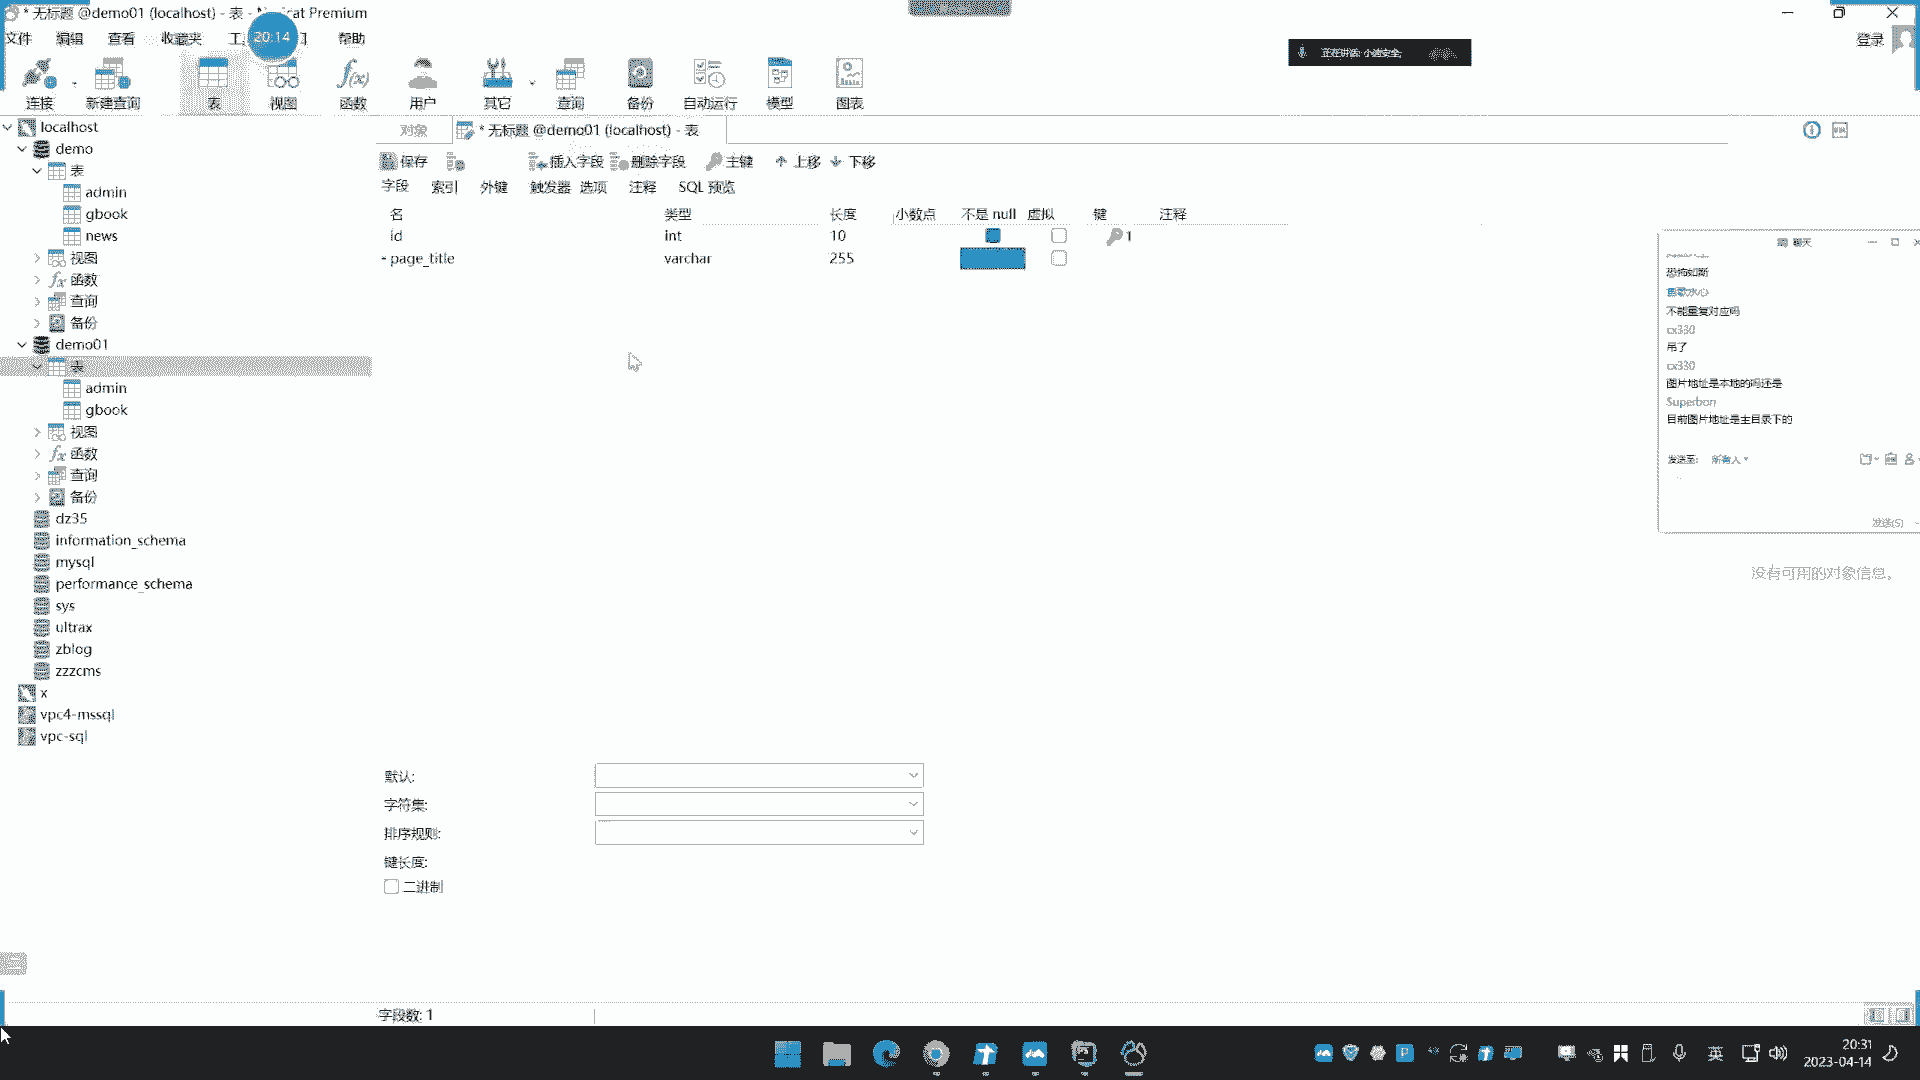 * 无标题 @demo01 (localhost) - 表 - Navicat Premium
文件 编辑 查看 收藏夹 帮助
20:14
正在讲话: 小迪安全;
登录
连接 新建查询 表 视图 函数 用户 其它 查询 备份 自动运行 模型 图表
localhost
demo
表
admin
gbook
news
视图
函数
查询
备份
demo01
表
admin
gbook
视图
函数
查询
备份
dz35
information_schema
mysql
performance_schema
sys
ultrax
zblog
zzzcms
x
vpc4-mssql
vpc-sql
对象 * 无标题 @demo01 (localhost) - 表
保存 插入字段 删除字段 主键 上移 下移
字段 索引 外键 触发器 选项 注释 SQL 预览
名 类型 长度 小数点 不是 null 虚拟 键 注释
id int 10 1
page_title varchar 255
默认:
字符集:
排序规则:
键长度:
二进制
字段数: 1
聊天
恐怖如斯
不能重复对应吗
cx330
吊了
cx330
图片地址是本地的吗还是
Superbon
目前图片地址是主目录下的
发送至: 所有人
发送(S)
没有可用的对象信息。
英
20:31
2023-04-14